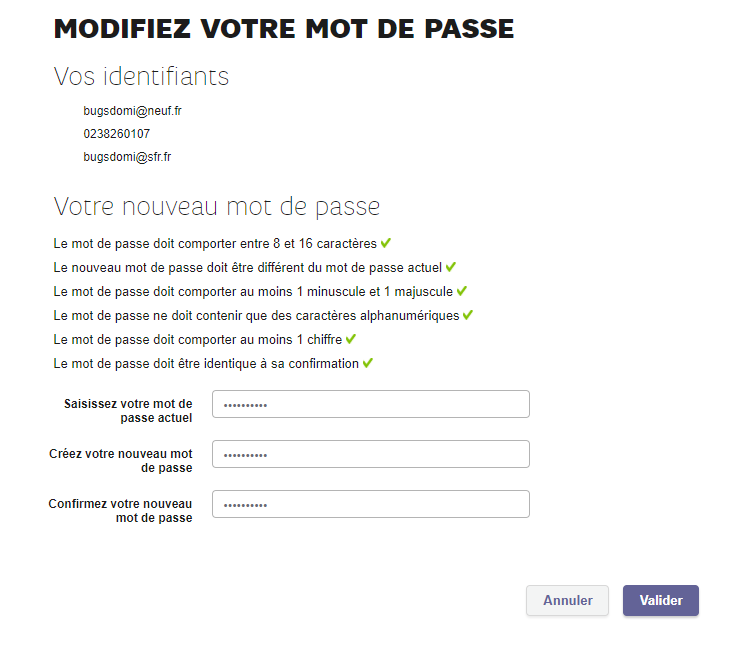 MODIFIEZ VOTRE MOT DE PASSE
Vos identifiants
bugsdomi@neuf.fr
0238260107
bugsdomi@sfr.fr
Votre nouveau mot de passe
Le mot de passe doit comporter entre 8 et 16 caractères
Le nouveau mot de passe doit être différent du mot de passe actuel
Le mot de passe doit comporter au moins 1 minuscule et 1 majuscule
Le mot de passe ne doit contenir que des caractères alphanumériques
Le mot de passe doit comporter au moins 1 chiffre
Le mot de passe doit être identique à sa confirmation
Saisissez votre mot de
passe actuel
••••••••••
Créez votre nouveau mot
de passe
••••••••••
Confirmez votre nouveau
mot de passe
••••••••••
Annuler
Valider